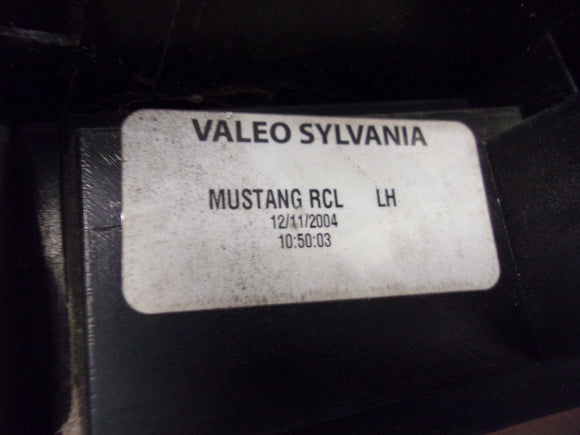 VALEO SYLVANIA
MUSTANG RCL LH
12/11/2004
10:50:03